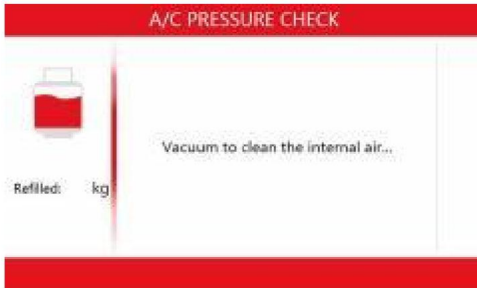 A/C PRESSURE CHECK
Vacuum to clean the internal air...
Refilled: kg